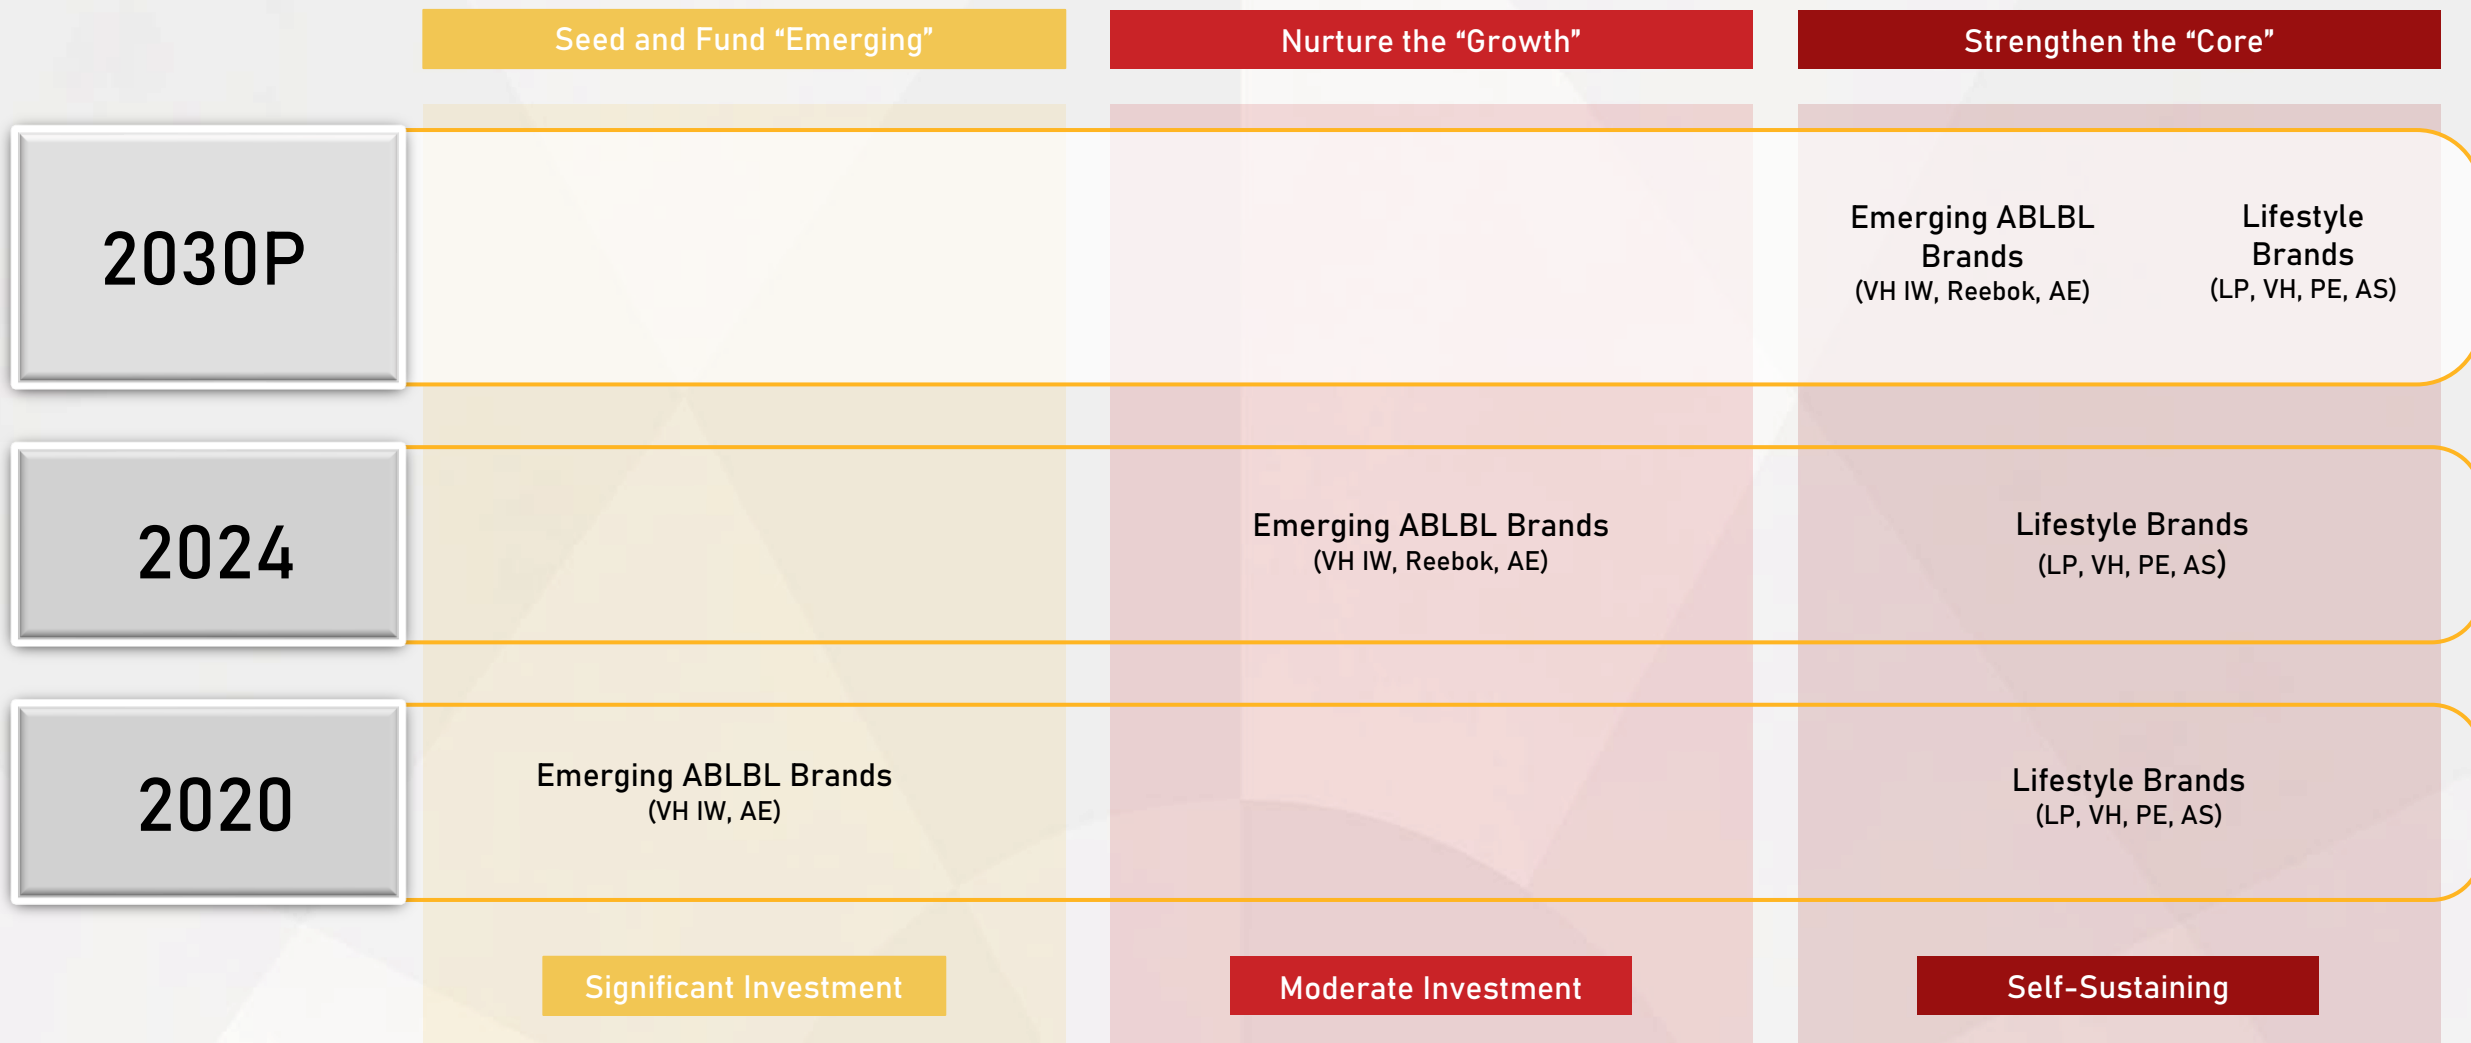 Seed and Fund “Emerging”
Nurture the “Growth”
Strengthen the “Core”
2030P
Emerging ABLBL
Brands
(VH IW, Reebok, AE)
Lifestyle
Brands
(LP, VH, PE, AS)
2024
Emerging ABLBL Brands
(VH IW, Reebok, AE)
Lifestyle Brands
(LP, VH, PE, AS)
2020
Emerging ABLBL Brands
(VH IW, AE)
Lifestyle Brands
(LP, VH, PE, AS)
Significant Investment
Moderate Investment
Self-Sustaining